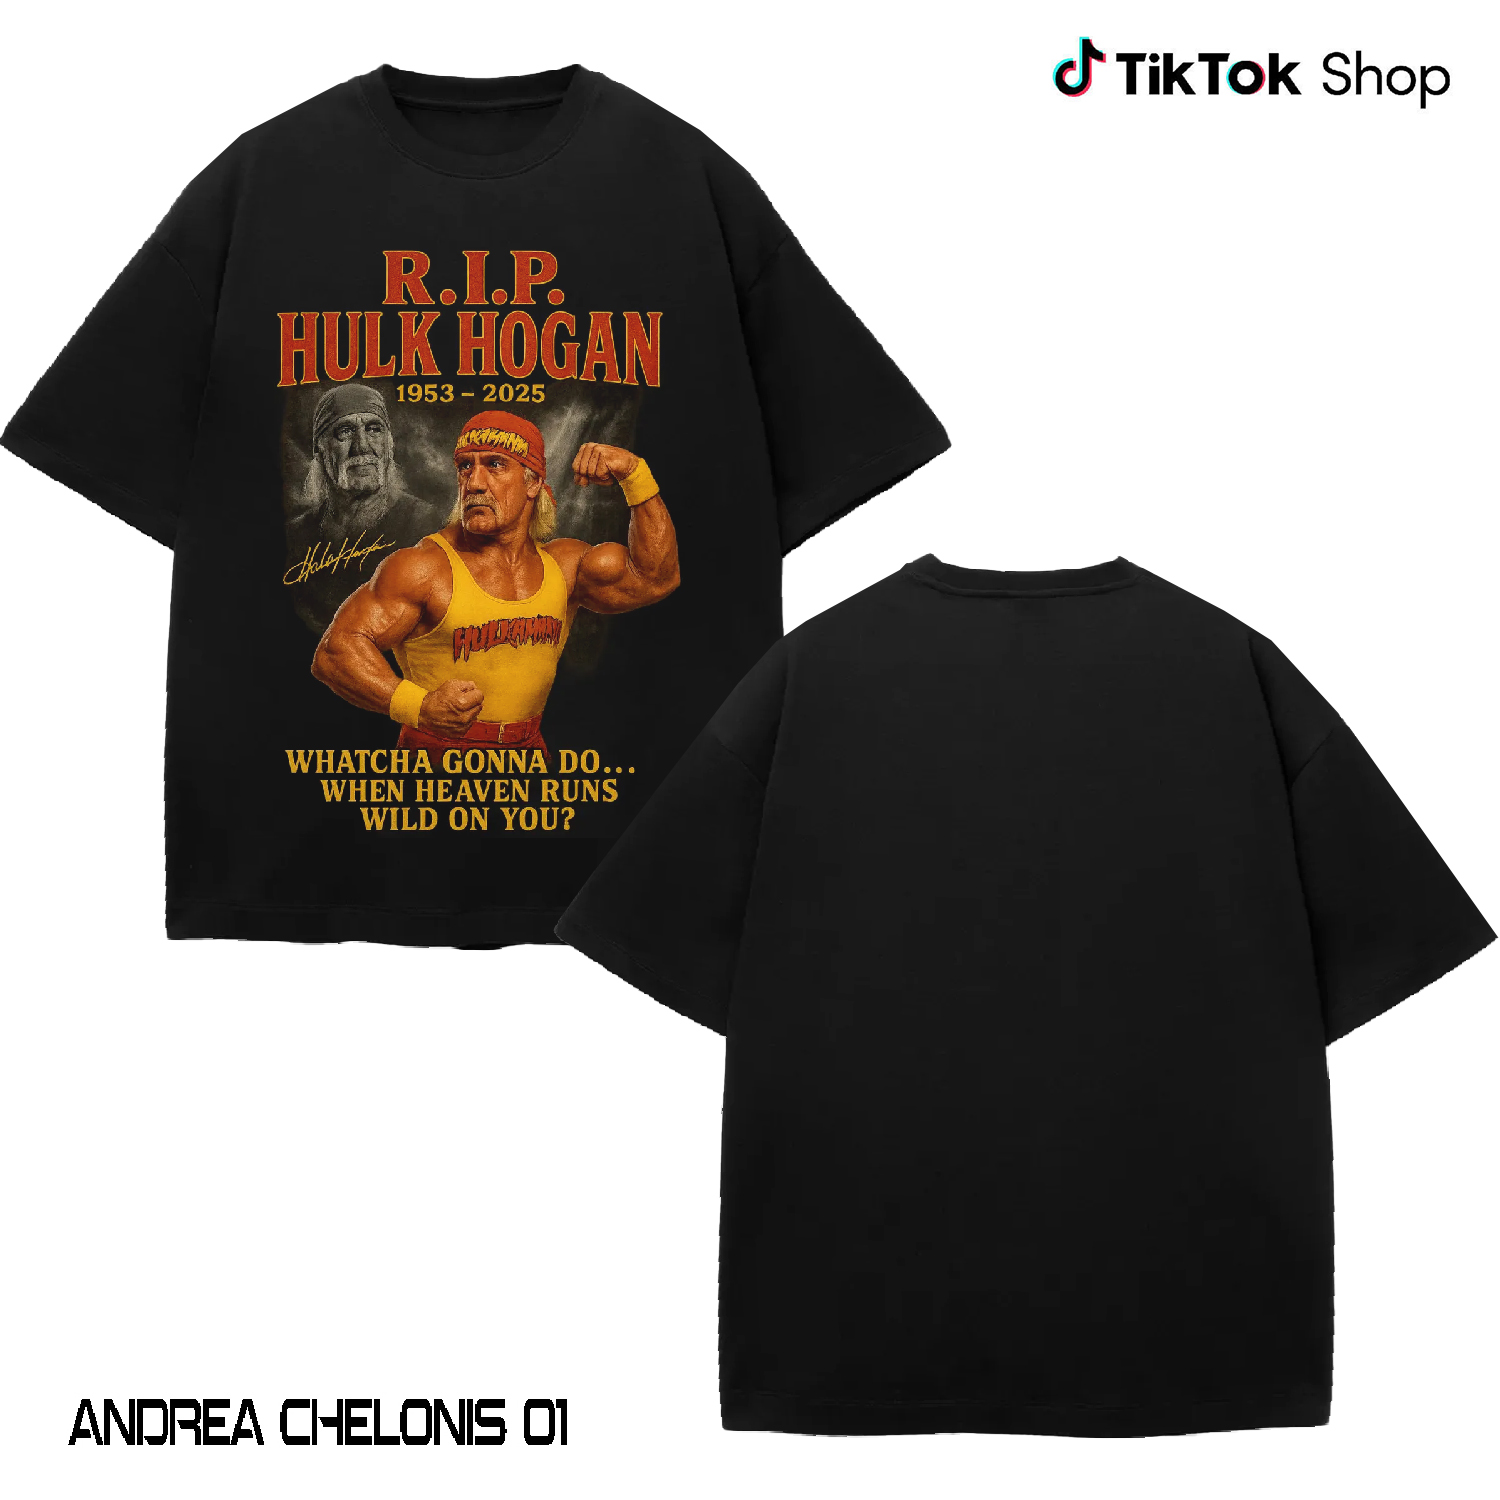 TikTok Shop
R.I.P.
HULK HOGAN
1953 – 2025
WHATCHA GONNA DO...
WHEN HEAVEN RUNS
WILD ON YOU?
ANDREA CHELONIS 01